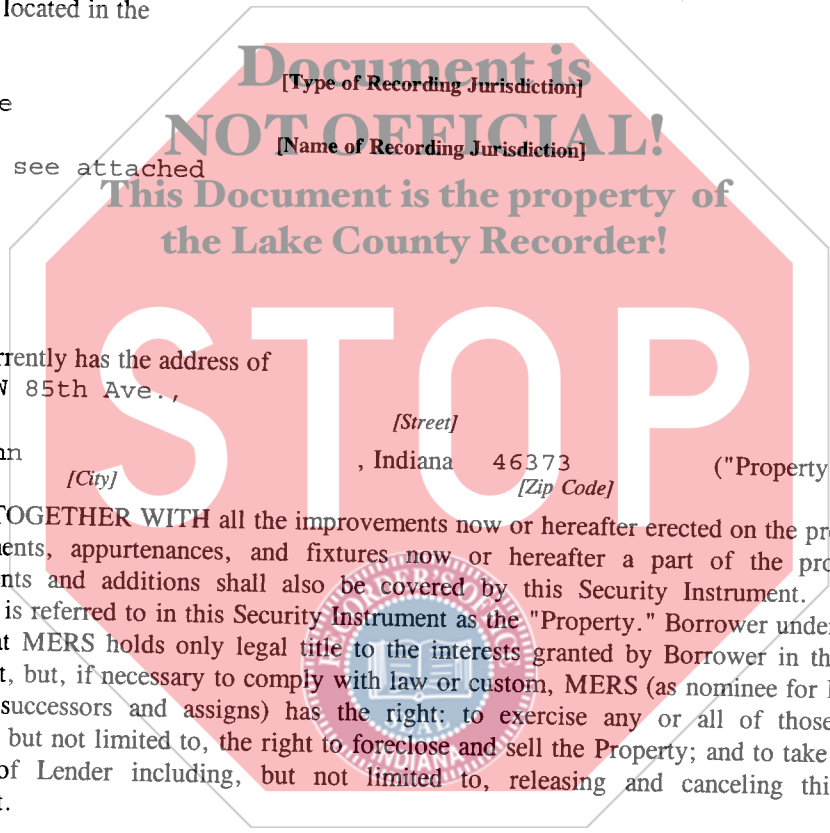 located in the
Document is
[Type of Recording Jurisdiction]
e
NOT OFFICIAL!
[Name of Recording Jurisdiction]
see attached
This Document is the property of
the Lake County Recorder!
STOP
rrently has the address of
85th Ave.,
[Street]
nn
, Indiana 46373 ("Property
[City] [Zip Code]
TOGETHER WITH all the improvements now or hereafter erected on the pr
ents, appurtenances, and fixtures now or hereafter a part of the pro
nts and additions shall also be covered by this Security Instrument.
is referred to in this Security Instrument as the "Property." Borrower under
at MERS holds only legal title to the interests granted by Borrower in th
t, but, if necessary to comply with law or custom, MERS (as nominee for
successors and assigns) has the right: to exercise any or all of those
but not limited to, the right to foreclose and sell the Property; and to take
of Lender including, but not limited to, releasing and canceling thi
t.
RECORDER'S OFFICE
INDIANA